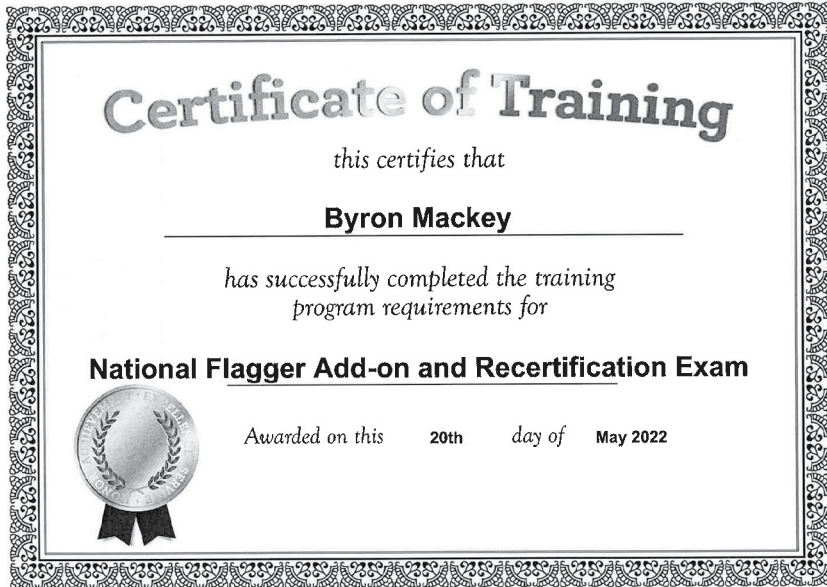 Certificate of Training
this certifies that
Byron Mackey
has successfully completed the training
program requirements for
National Flagger Add-on and Recertification Exam
Awarded on this 20th day of May 2022